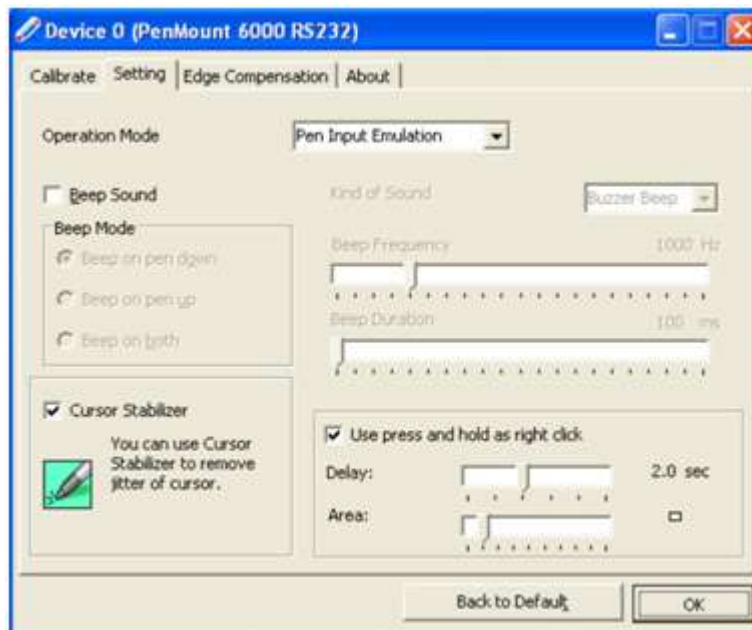 Device 0 (PenMount 6000 RS232)
Calibrate Setting Edge Compensation About
Operation Mode Pen Input Emulation
Beep Sound Kind of Sound Buzzer Beep
Beep Mode
Beep on pen down
Beep on pen up
Beep on both
Beep Frequency 1000 Hz
Beep Duration 100 ms
Cursor Stabilizer
You can use Cursor
Stabilizer to remove
jitter of cursor.
Use press and hold as right click
Delay: 2.0 sec
Area:
Back to Default OK